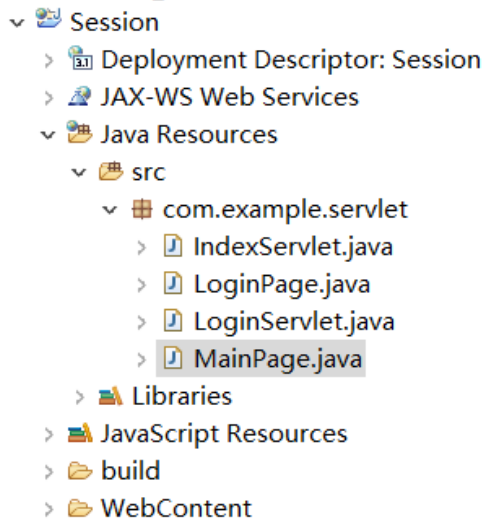 Session
Deployment Descriptor: Session
JAX-WS Web Services
Java Resources
src
com.example.servlet
IndexServlet.java
LoginPage.java
LoginServlet.java
MainPage.java
Libraries
JavaScript Resources
build
WebContent